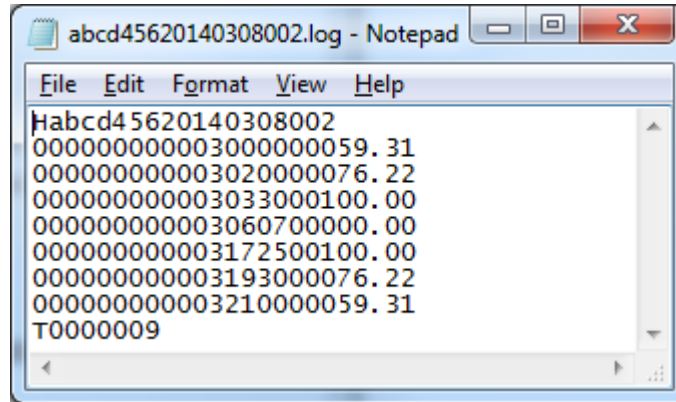 abcd45620140308002.log - Notepad
File Edit Format View Help
Habcd45620140308002
000000000003000000059.31
000000000003020000076.22
000000000003033000100.00
000000000003060700000.00
000000000003172500100.00
000000000003193000076.22
000000000003210000059.31
T0000009